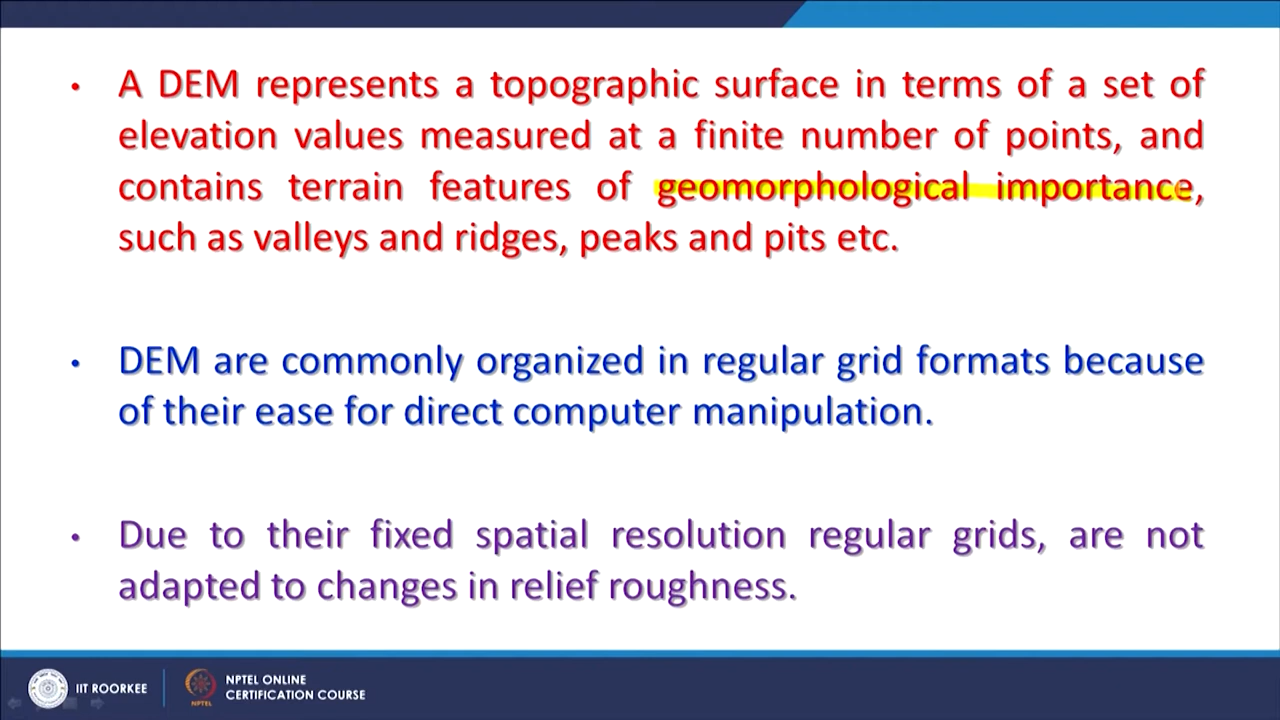 • A DEM represents a topographic surface in terms of a set of
elevation values measured at a finite number of points, and
contains terrain features of geomorphological importance,
such as valleys and ridges, peaks and pits etc.
• DEM are commonly organized in regular grid formats because
of their ease for direct computer manipulation.
• Due to their fixed spatial resolution regular grids, are not
adapted to changes in relief roughness.
IIT ROORKEE
NPTEL
NPTEL ONLINE
CERTIFICATION COURSE